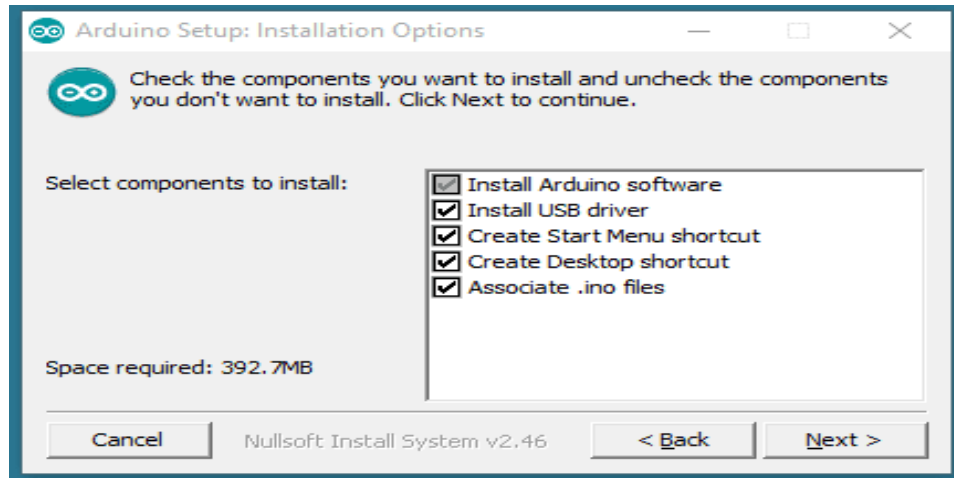 Arduino Setup: Installation Options
Check the components you want to install and uncheck the components
you don't want to install. Click Next to continue.
Select components to install:
Install Arduino software
Install USB driver
Create Start Menu shortcut
Create Desktop shortcut
Associate .ino files
Space required: 392.7MB
Cancel
Nullsoft Install System v2.46
< Back
Next >